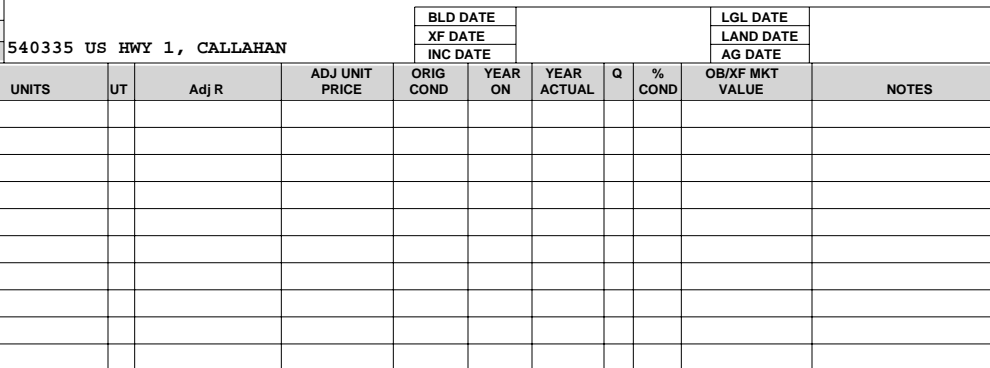 BLD DATE LGL DATE
XF DATE LAND DATE
540335 US HWY 1, CALLAHAN
INC DATE AG DATE
ADJ UNIT ORIG YEAR YEAR Q % OB/XF MKT
UNITS UT Adj R PRICE COND ON ACTUAL COND VALUE NOTES